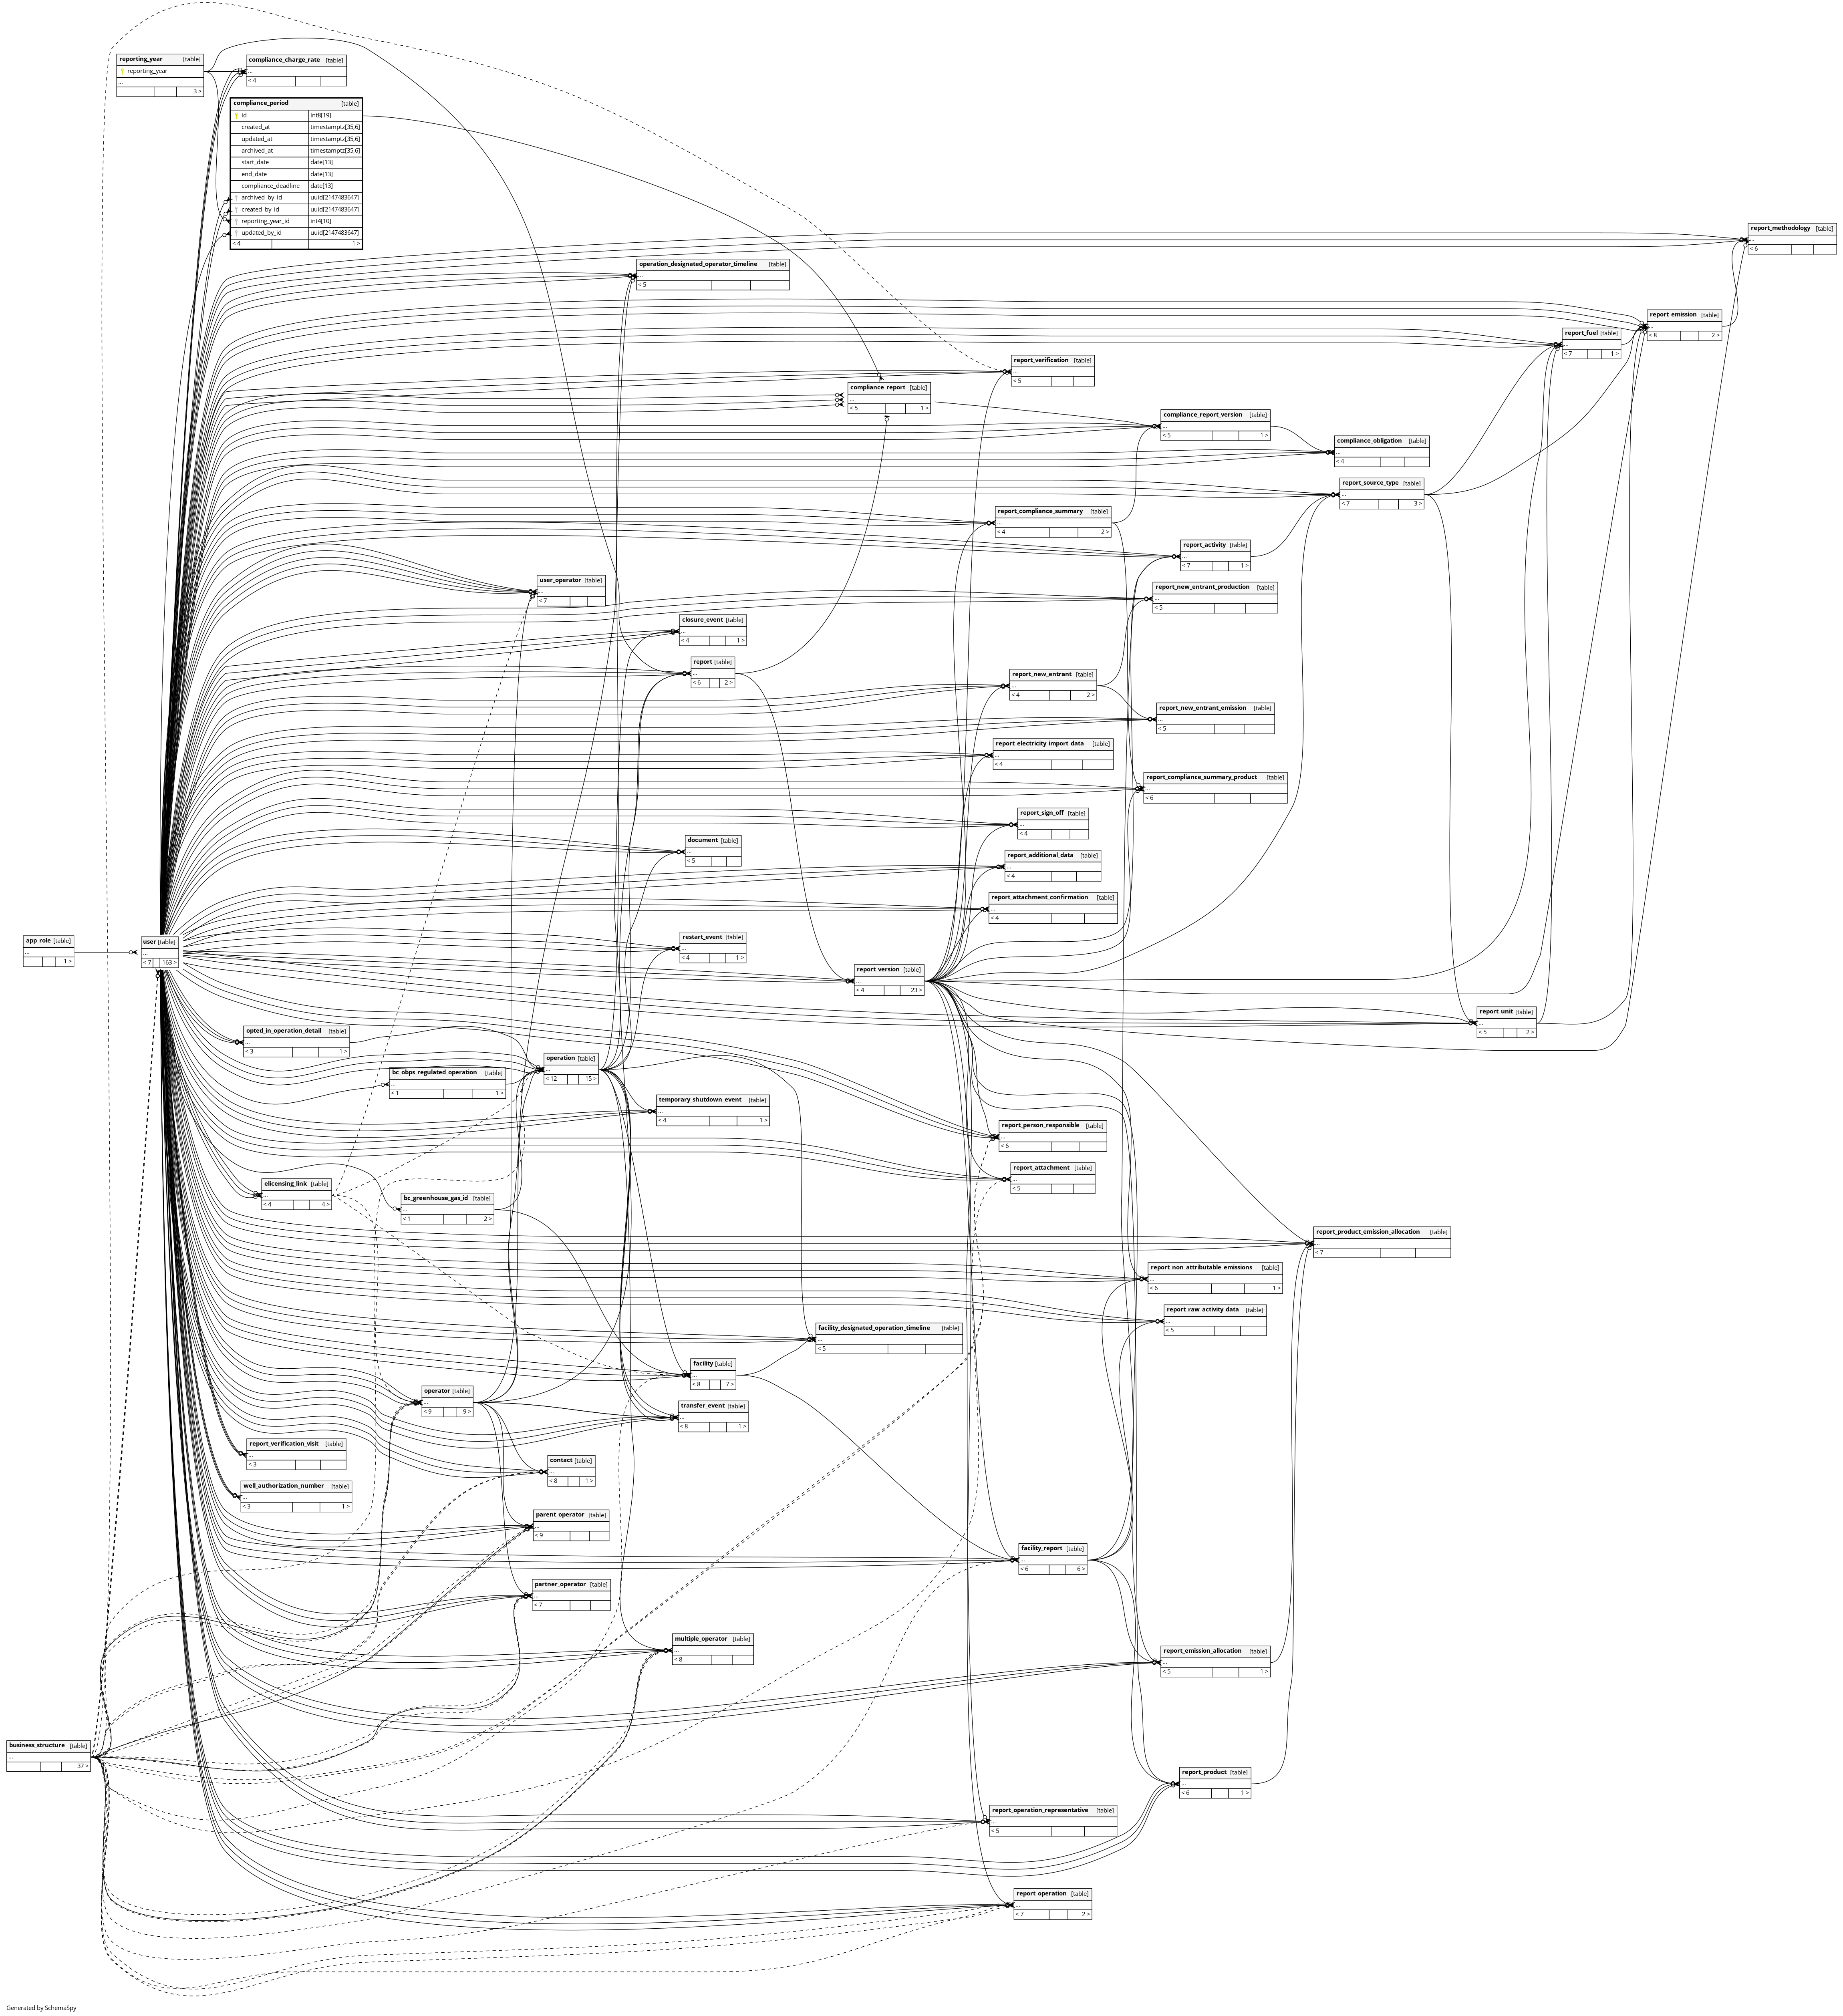 reporting_year [table]
reporting_year
...
3 >
compliance_charge_rate [table]
...
< 4
compliance_period [table]
id int8[19]
created_at timestamptz[35,6]
updated_at timestamptz[35,6]
archived_at timestamptz[35,6]
start_date date[13]
end_date date[13]
compliance_deadline date[13]
archived_by_id uuid[2147483647]
created_by_id uuid[2147483647]
reporting_year_id int4[10]
updated_by_id uuid[2147483647]
< 4 1 >
report_methodology [table]
...
< 6
operation_designated_operator_timeline [table]
...
< 5
report_emission [table]
...
< 8 2 >
report_fuel [table]
...
< 7 1 >
report_verification [table]
...
< 5
compliance_report [table]
...
< 5 1 >
compliance_report_version [table]
...
< 5 1 >
compliance_obligation [table]
...
< 4
report_source_type [table]
...
< 7 3 >
report_compliance_summary [table]
...
< 4 2 >
report_activity [table]
...
< 7 1 >
user_operator [table]
...
< 7
report_new_entrant_production [table]
...
< 5
closure_event [table]
...
< 4 1 >
report [table]
...
< 6 2 >
report_new_entrant [table]
...
< 4 2 >
report_new_entrant_emission [table]
...
< 5
report_electricity_import_data [table]
...
< 4
report_compliance_summary_product [table]
...
< 6
report_sign_off [table]
...
< 4
document [table]
...
< 5
report_additional_data [table]
...
< 4
report_attachment_confirmation [table]
...
< 4
app_role [table]
...
1 >
user [table]
...
< 7 163 >
restart_event [table]
...
< 4 1 >
report_version [table]
...
< 4 23 >
report_unit [table]
...
< 5 2 >
opted_in_operation_detail [table]
...
< 3 1 >
operation [table]
...
< 12 15 >
bc_obps_regulated_operation [table]
...
< 1 1 >
temporary_shutdown_event [table]
...
< 4 1 >
report_person_responsible [table]
...
< 6
report_attachment [table]
...
< 5
elicensing_link [table]
...
< 4 4 >
bc_greenhouse_gas_id [table]
...
< 1 2 >
report_product_emission_allocation [table]
...
< 7
report_non_attributable_emissions [table]
...
< 6 1 >
report_raw_activity_data [table]
...
< 5
facility_designated_operation_timeline [table]
...
< 5
facility [table]
...
< 8 7 >
operator [table]
...
< 9 9 >
transfer_event [table]
...
< 8 1 >
report_verification_visit [table]
...
< 3
contact [table]
...
< 8 1 >
well_authorization_number [table]
...
< 3 1 >
parent_operator [table]
...
< 9
facility_report [table]
...
< 6 6 >
partner_operator [table]
...
< 7
multiple_operator [table]
...
< 8
report_emission_allocation [table]
...
< 5 1 >
business_structure [table]
...
37 >
report_product [table]
...
< 6 1 >
report_operation_representative [table]
...
< 5
report_operation [table]
...
< 7 2 >
Generated by SchemaSpy